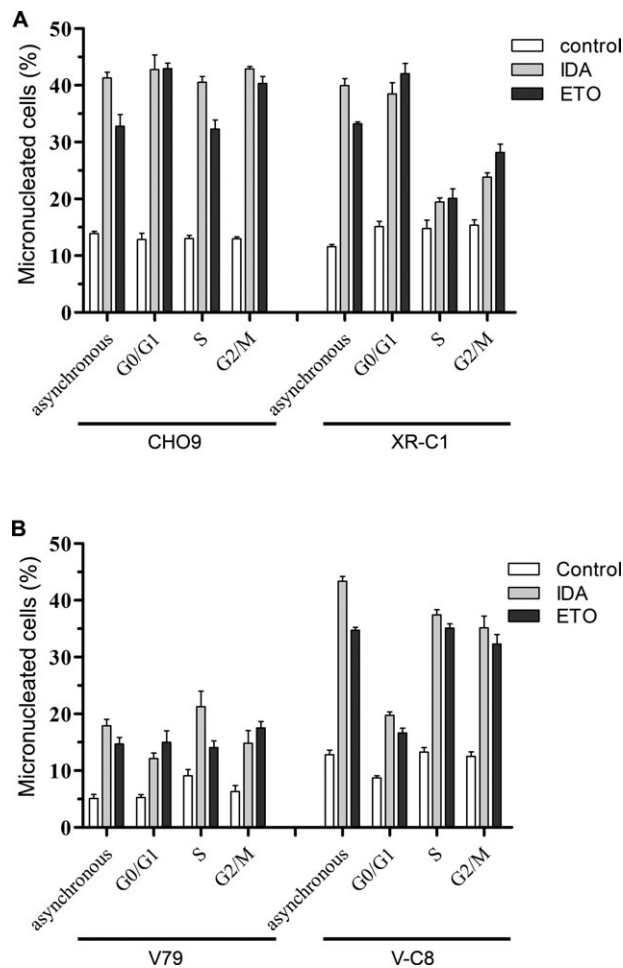 A
Micronucleated cells (%)
50
40
30
20
10
0
control
IDA
ETO
asynchronous
G0/G1
S
G2/M
asynchronous
G0/G1
S
G2/M
CHO9
XR-C1
B
Micronucleated cells (%)
50
40
30
20
10
0
Control
IDA
ETO
asynchronous
G0/G1
S
G2/M
asynchronous
G0/G1
S
G2/M
V79
V-C8